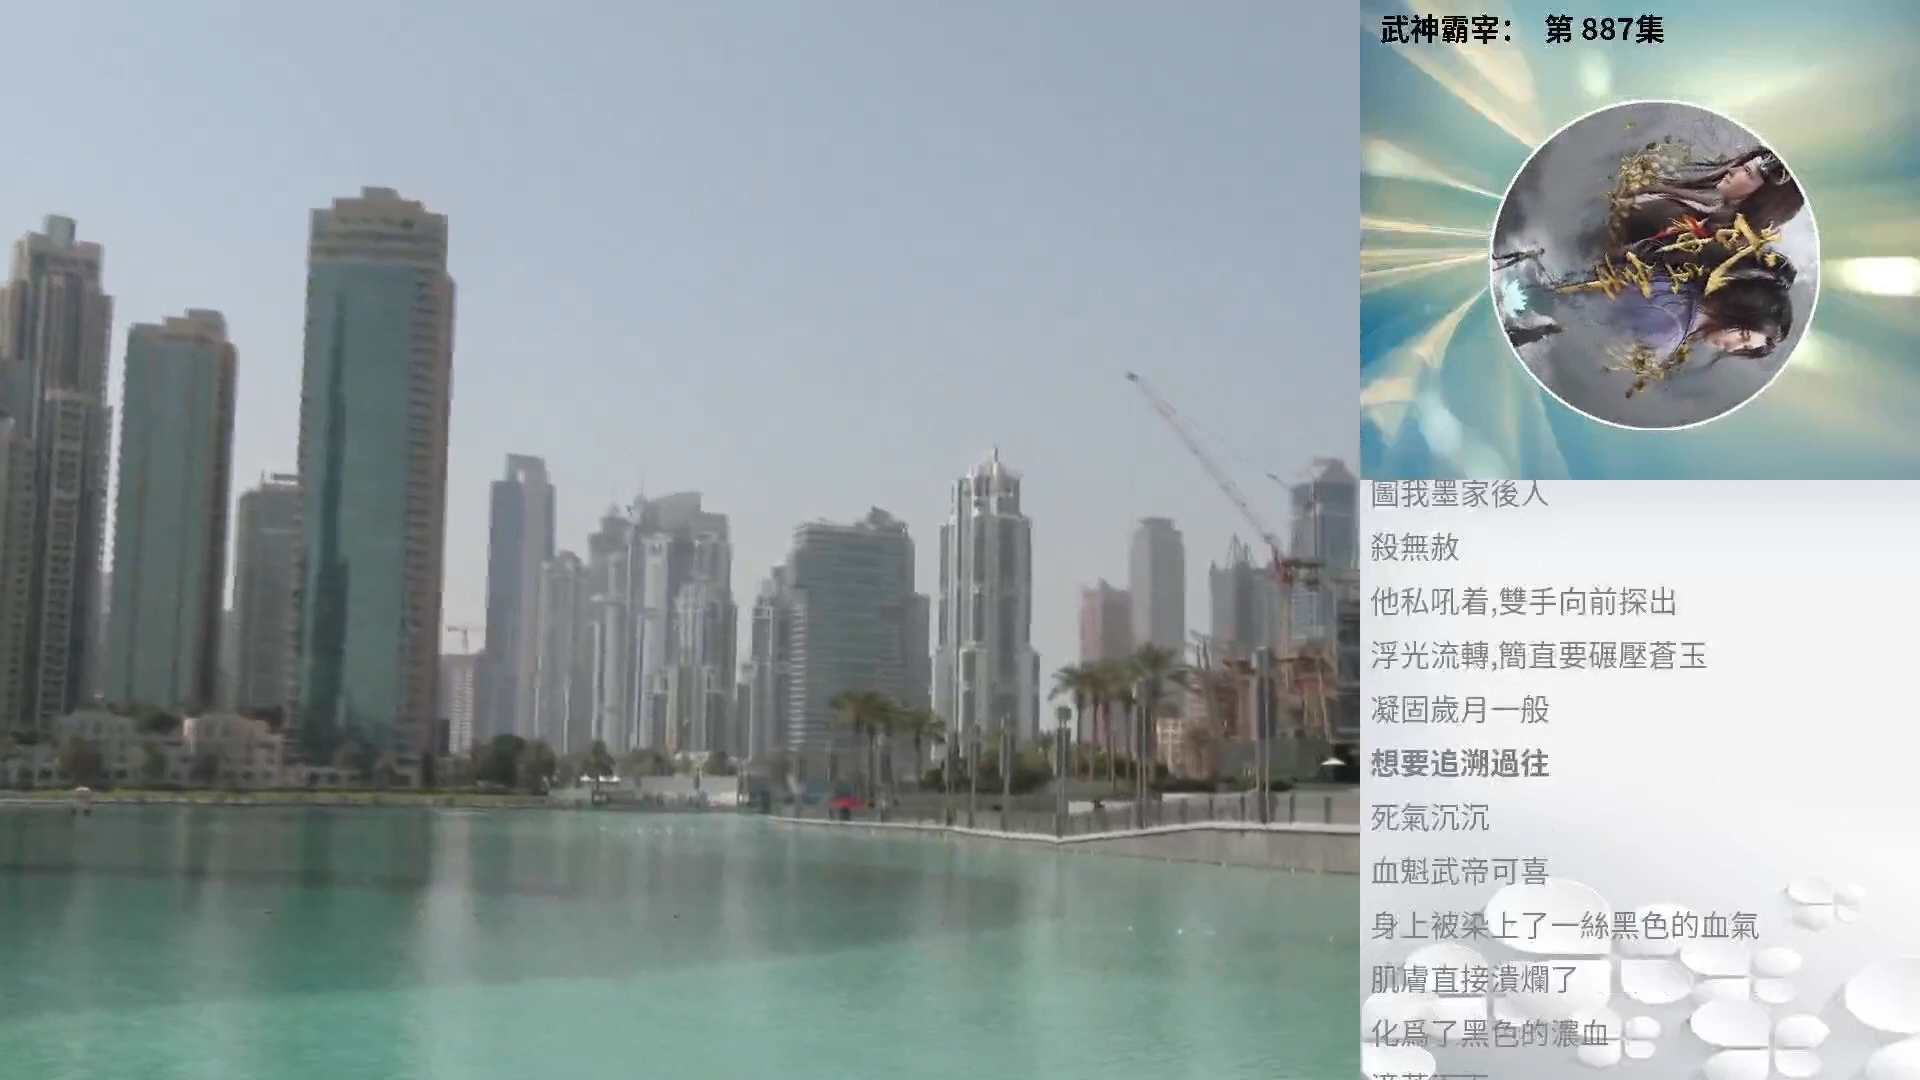 武神霸宰： 第 887集
圖我墨家後人
殺無赦
他私吼着,雙手向前探出
浮光流轉,簡直要碾壓蒼玉
凝固歲月一般
想要追溯過往
死氣沉沉
血魁武帝可喜
身上被染上了一絲黑色的血氣
肌膚直接潰爛了
化爲了黑色的濃血